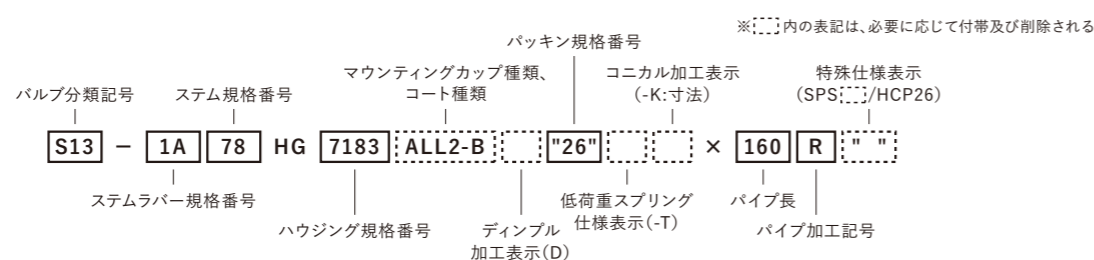 ※ 内の表記は、必要に応じて付帯及び削除される
パッキン規格番号
マウンティングカップ種類、
コート種類
コニカル加工表示
(-K:寸法)
特殊仕様表示
(SPS /HCP26)
バルブ分類記号
ステム規格番号
S13 − 1A 78 HG 7183 ALL2-B "26" × 160 R " "
ステムラバー規格番号
ハウジング規格番号
ディンプル
加工表示(D)
低荷重スプリング
仕様表示(-T)
パイプ長
パイプ加工記号